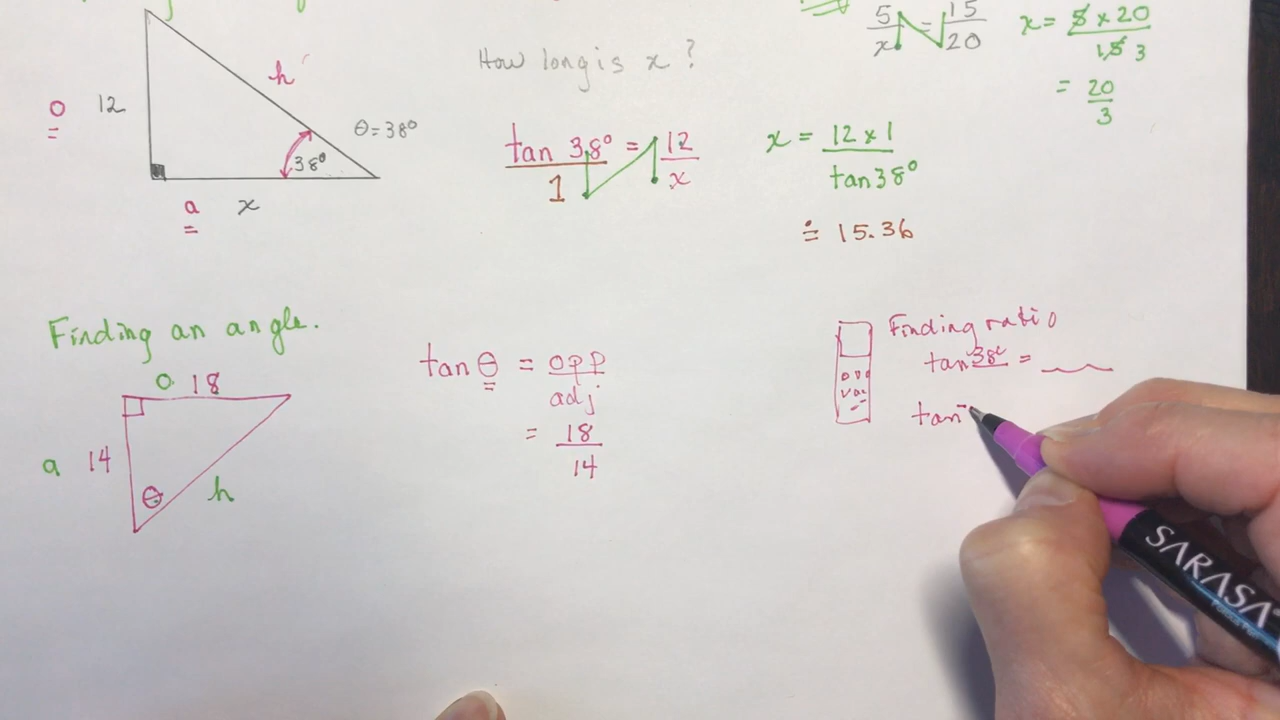 5/x = 15/20
x = 5 x 20 / 15 3
= 20/3
How long is x ?
h
o 12
θ = 38°
38°
a x
tan 38° / 1 = 12/x
x = 12 x 1 / tan 38°
≐ 15.36
Finding an angle.
o 18
a 14
θ
h
tan θ = opp/adj
= 18/14
Finding ratio
tan 38° = ___
tan⁻
SARASA